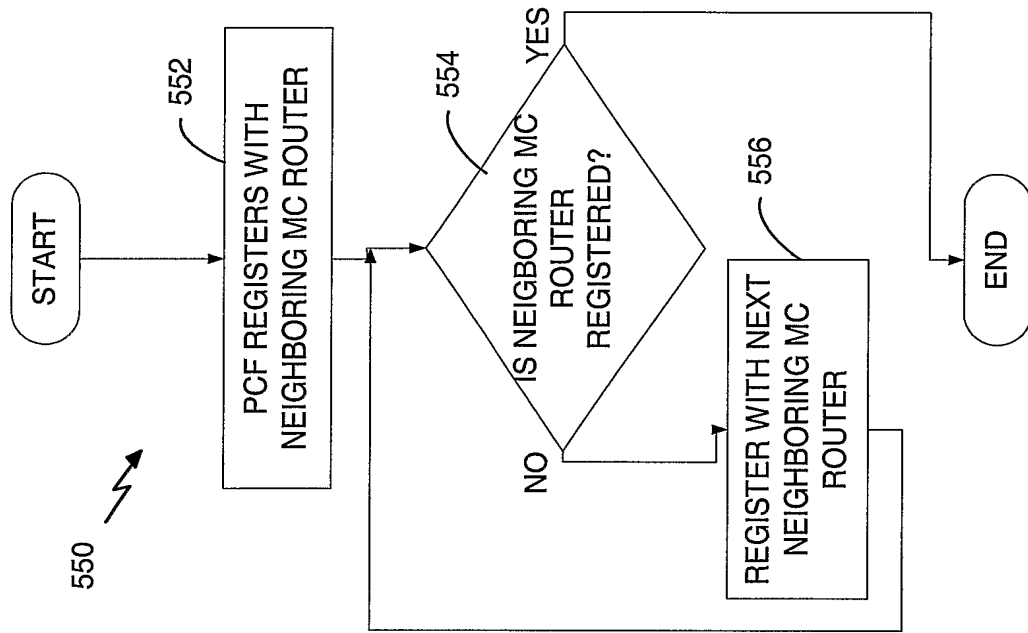 550
START
552
PCF REGISTERS WITH
NEIGHBORING MC ROUTER
554
IS NEIGBORING MC
ROUTER
REGISTERED?
YES
NO
556
REGISTER WITH NEXT
NEIGHBORING MC
ROUTER
END